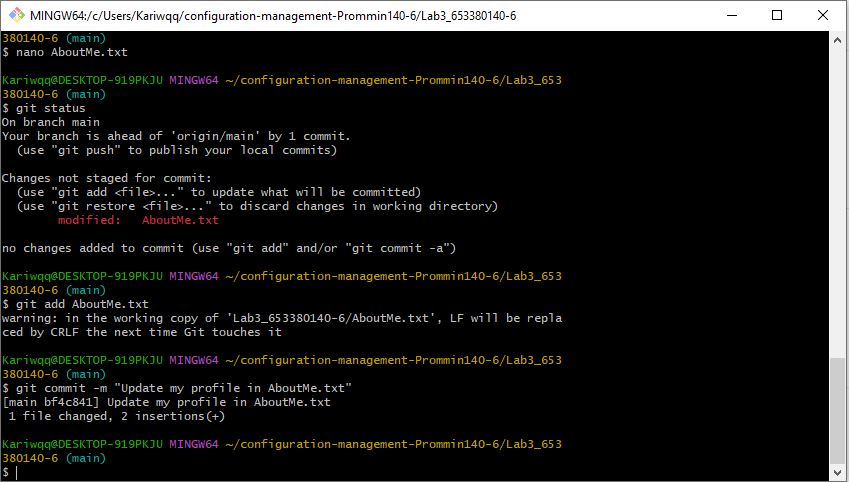 MINGW64:/c/Users/Kariwqq/configuration-management-Prommin140-6/Lab3_653380140-6
380140-6 (main)
$ nano AboutMe.txt
Kariwqq@DESKTOP-919PKJU MINGW64 ~/configuration-management-Prommin140-6/Lab3_653
380140-6 (main)
$ git status
On branch main
Your branch is ahead of 'origin/main' by 1 commit.
  (use "git push" to publish your local commits)
Changes not staged for commit:
  (use "git add <file>..." to update what will be committed)
  (use "git restore <file>..." to discard changes in working directory)
        modified:   AboutMe.txt
no changes added to commit (use "git add" and/or "git commit -a")
Kariwqq@DESKTOP-919PKJU MINGW64 ~/configuration-management-Prommin140-6/Lab3_653
380140-6 (main)
$ git add AboutMe.txt
warning: in the working copy of 'Lab3_653380140-6/AboutMe.txt', LF will be repla
ced by CRLF the next time Git touches it
Kariwqq@DESKTOP-919PKJU MINGW64 ~/configuration-management-Prommin140-6/Lab3_653
380140-6 (main)
$ git commit -m "Update my profile in AboutMe.txt"
[main bf4c841] Update my profile in AboutMe.txt
 1 file changed, 2 insertions(+)
Kariwqq@DESKTOP-919PKJU MINGW64 ~/configuration-management-Prommin140-6/Lab3_653
380140-6 (main)
$